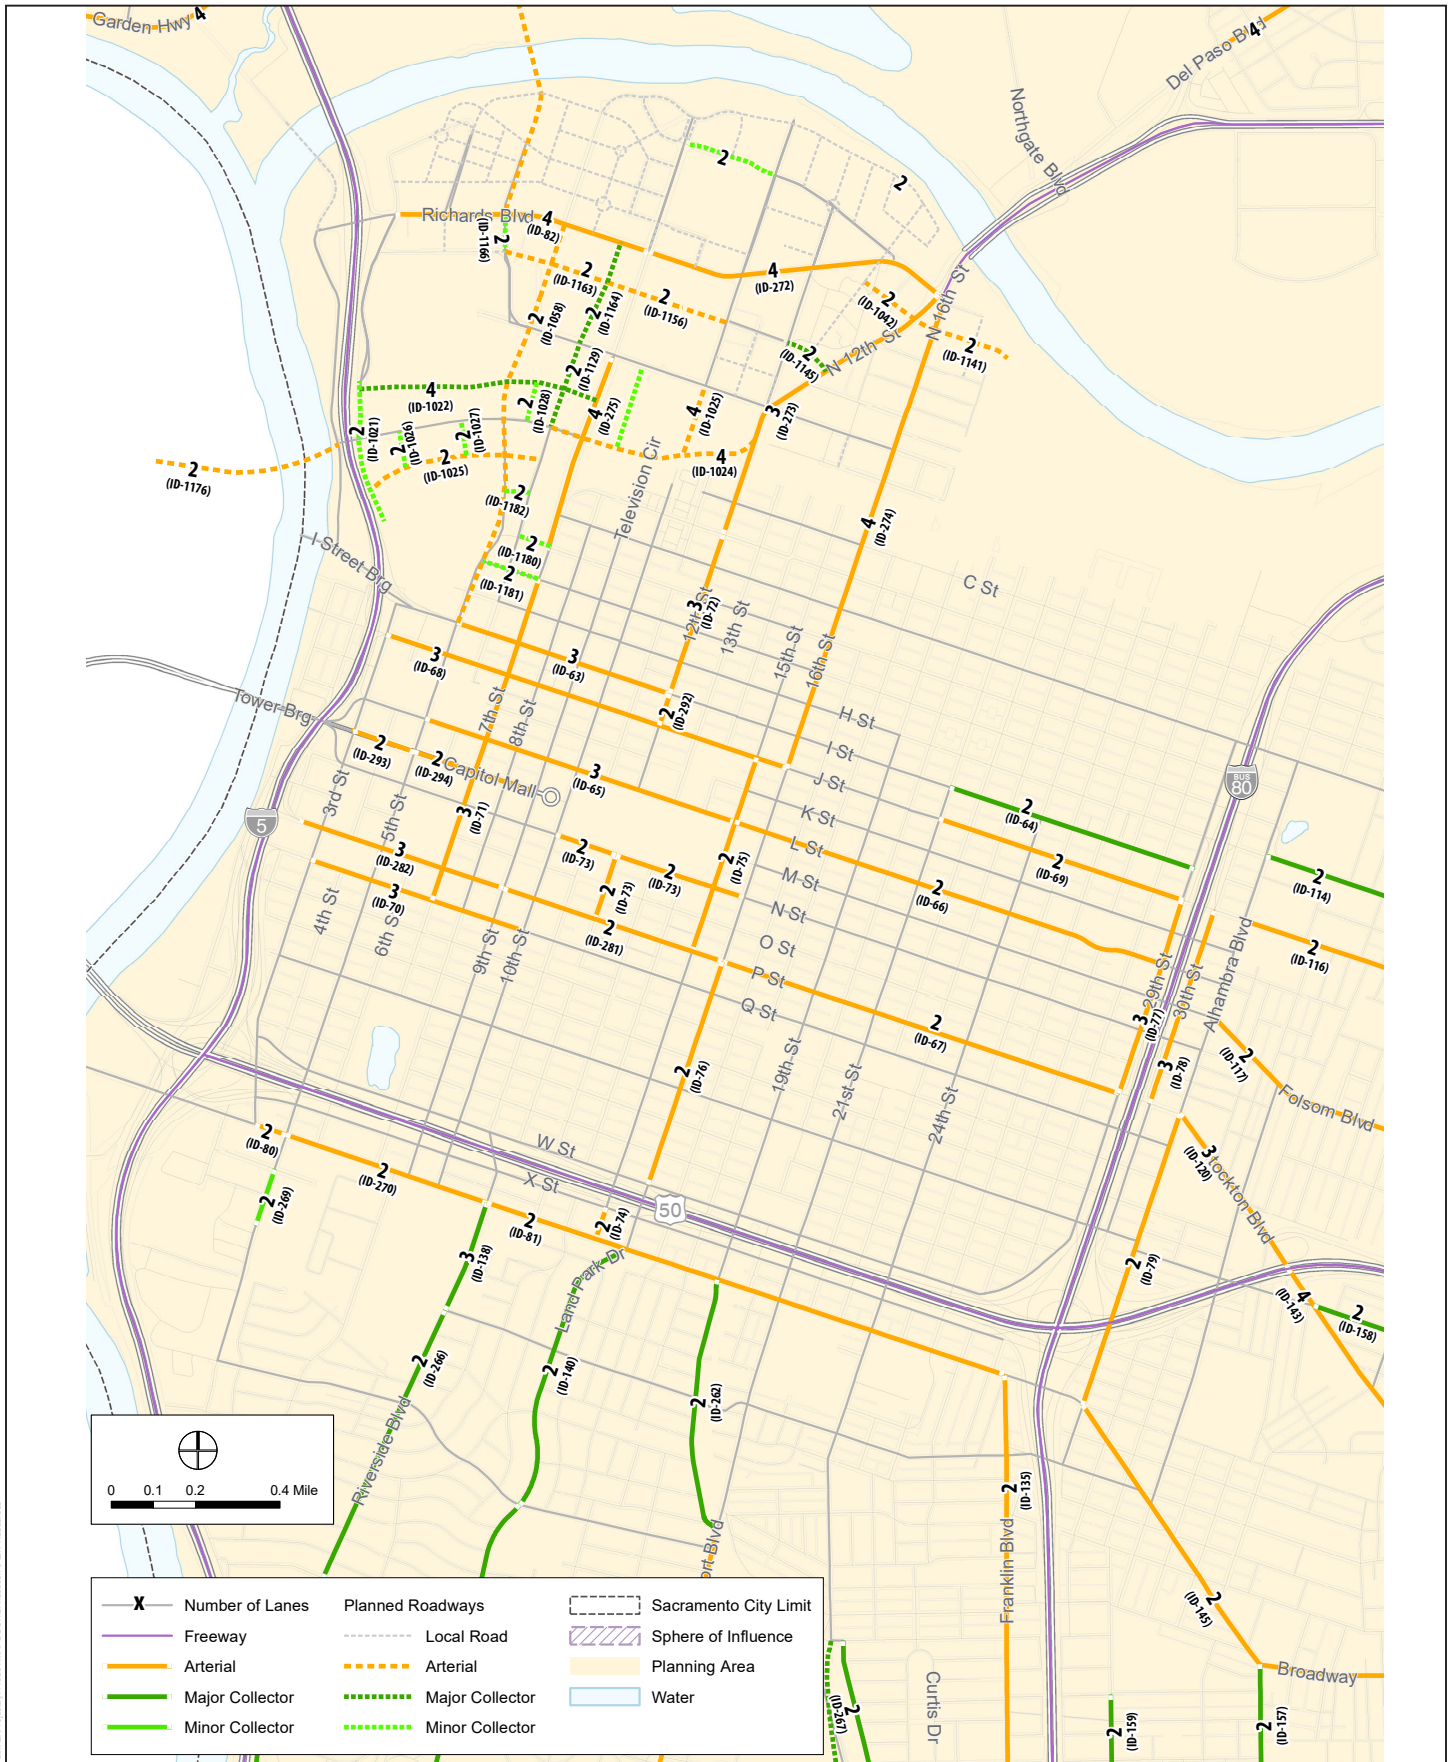 Garden Hwy
4
Del Paso Blvd
4
Northgate Blvd
2
2
Richards Blvd
4
(ID-82)
(ID-1166)
2
2
(ID-1163)
2
(ID-1164)
2
(ID-1156)
4
(ID-272)
2
(ID-1042)
N 16th St
2
(ID-1058)
2
(ID-1129)
2
(ID-1145)
N 12th St
2
(ID-1141)
4
(ID-1022)
2
(ID-1028)
4
(ID-275)
4
(ID-1025)
3
(ID-273)
2
(ID-1021)
2
(ID-1026)
2
(ID-1027)
2
(ID-1025)
Television Cir
4
(ID-1024)
2
(ID-1176)
2
(ID-1182)
4
(ID-274)
I Street Brg
2
(ID-1180)
2
(ID-1181)
C St
12th St
3
(ID-72)
13th St
15th St
16th St
3
(ID-68)
3
(ID-63)
2
(ID-292)
Tower Brg
7th St
8th St
H St
I St
J St
K St
L St
M St
N St
O St
P St
Q St
2
(ID-293)
2
(ID-294)
Capitol Mall
3
(ID-65)
BUS
80
5
3rd St
5th St
3
(ID-71)
2
(ID-64)
3
(ID-282)
2
(ID-73)
2
(ID-73)
2
(ID-73)
2
(ID-75)
2
(ID-69)
2
(ID-114)
3
(ID-70)
2
(ID-66)
4th St
6th St
9th St
10th St
2
(ID-281)
2
(ID-116)
29th St
30th St
Alhambra Blvd
2
(ID-67)
3
(ID-77)
3
(ID-78)
2
(ID-117)
Folsom Blvd
2
(ID-76)
19th St
21st St
24th St
2
(ID-80)
W St
X St
50
2
(ID-270)
2
(ID-269)
2
(ID-81)
2
(ID-74)
3
(ID-120)
Stockton Blvd
3
(ID-138)
Land Park Dr
2
(ID-79)
4
(ID-143)
2
(ID-158)
2
(ID-266)
2
(ID-140)
2
(ID-262)
Riverside Blvd
2
(ID-135)
Franklin Blvd
ort Blvd
2
(ID-145)
Broadway
Curtis Dr
2
(ID-267)
2
(ID-159)
2
(ID-157)
0 0.1 0.2 0.4 Mile
X Number of Lanes
Freeway
Arterial
Major Collector
Minor Collector
Planned Roadways
Local Road
Arterial
Major Collector
Minor Collector
Sacramento City Limit
Sphere of Influence
Planning Area
Water